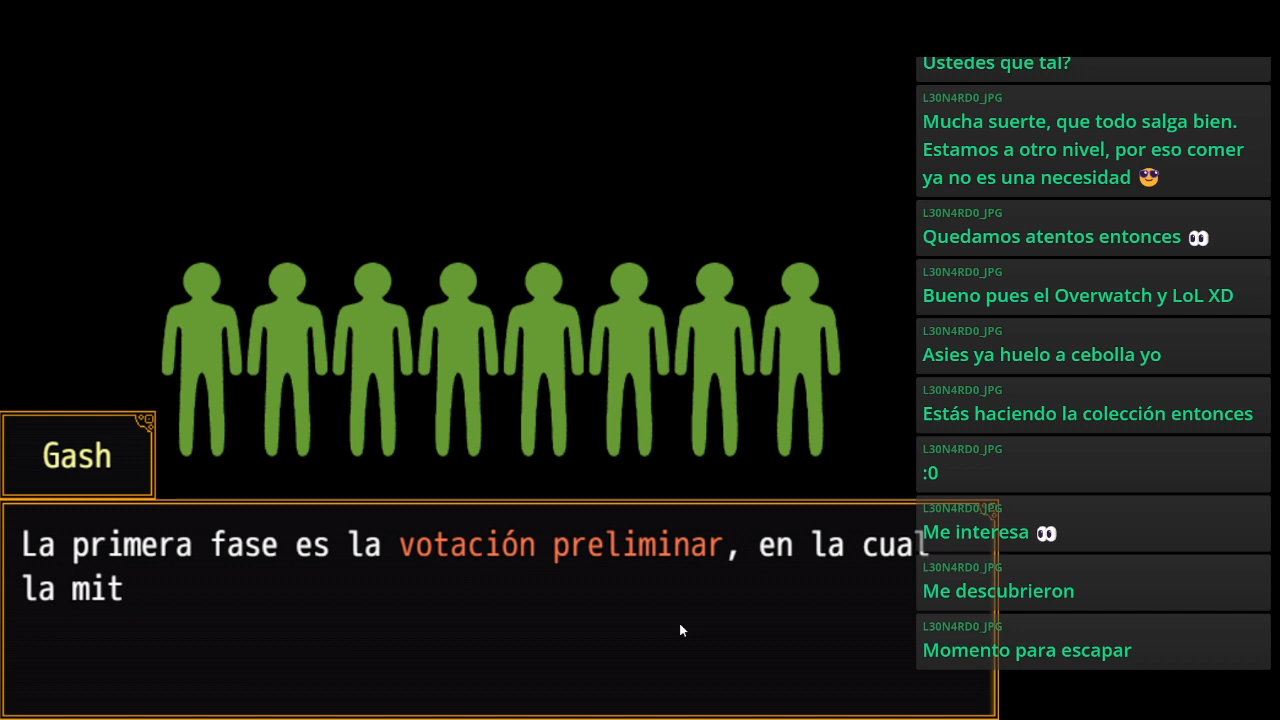 Gash
La primera fase es la votación preliminar, en la cual
la mit
Ustedes que tal?
L30N4RD0_JPG
Mucha suerte, que todo salga bien.
Estamos a otro nivel, por eso comer
ya no es una necesidad 😎
L30N4RD0_JPG
Quedamos atentos entonces 👀
L30N4RD0_JPG
Bueno pues el Overwatch y LoL XD
L30N4RD0_JPG
Asies ya huelo a cebolla yo
L30N4RD0_JPG
Estás haciendo la colección entonces
L30N4RD0_JPG
:0
L30N4RD0_JPG
Me interesa 👀
L30N4RD0_JPG
Me descubrieron
L30N4RD0_JPG
Momento para escapar